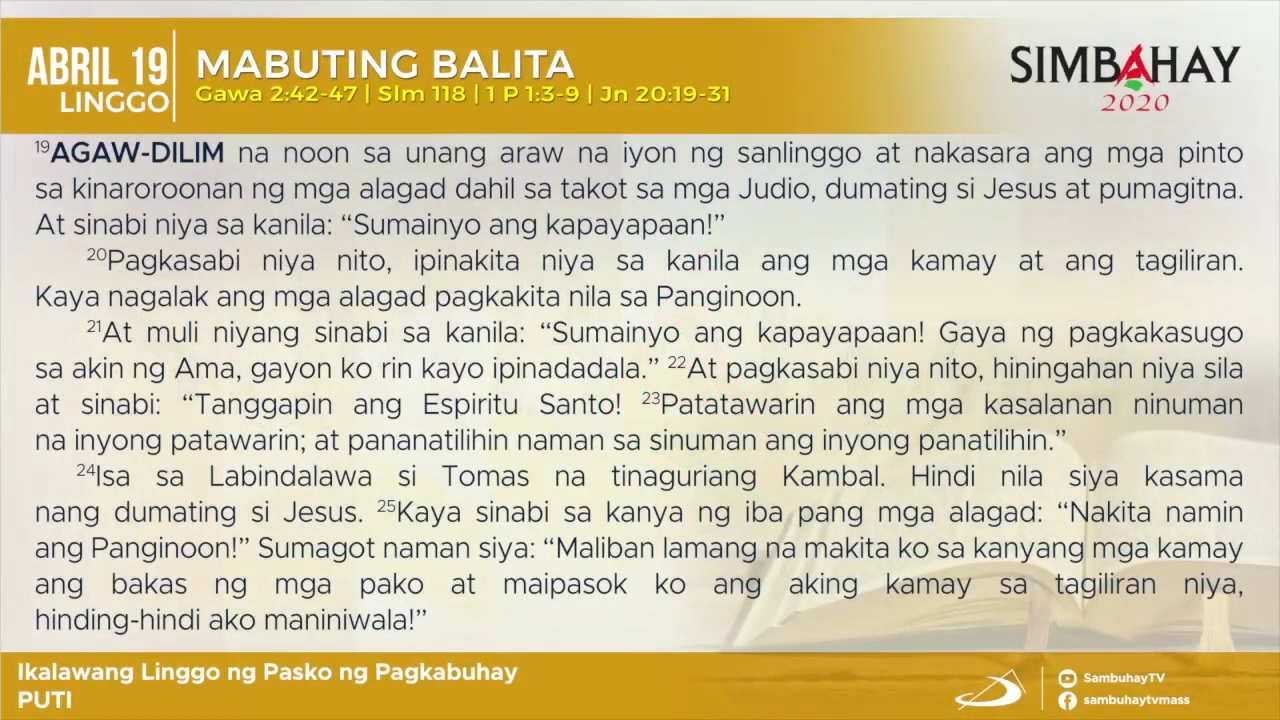 ABRIL 19
LINGGO
MABUTING BALITA
Gawa 2:42-47 | Slm 118 | 1 P 1:3-9 | Jn 20:19-31
SIMBAHAY
2020
19AGAW-DILIM na noon sa unang araw na iyon ng sanlinggo at nakasara ang mga pinto
sa kinaroroonan ng mga alagad dahil sa takot sa mga Judio, dumating si Jesus at pumagitna.
At sinabi niya sa kanila: “Sumainyo ang kapayapaan!”
20Pagkasabi niya nito, ipinakita niya sa kanila ang mga kamay at ang tagiliran.
Kaya nagalak ang mga alagad pagkakita nila sa Panginoon.
21At muli niyang sinabi sa kanila: “Sumainyo ang kapayapaan! Gaya ng pagkakasugo
sa akin ng Ama, gayon ko rin kayo ipinadadala.” 22At pagkasabi niya nito, hiningahan niya sila
at sinabi: “Tanggapin ang Espiritu Santo! 23Patatawarin ang mga kasalanan ninuman
na inyong patawarin; at pananatilihin naman sa sinuman ang inyong panatilihin.”
24Isa sa Labindalawa si Tomas na tinaguriang Kambal. Hindi nila siya kasama
nang dumating si Jesus. 25Kaya sinabi sa kanya ng iba pang mga alagad: “Nakita namin
ang Panginoon!” Sumagot naman siya: “Maliban lamang na makita ko sa kanyang mga kamay
ang bakas ng mga pako at maipasok ko ang aking kamay sa tagiliran niya,
hinding-hindi ako maniniwala!”
Ikalawang Linggo ng Pasko ng Pagkabuhay
PUTI
SambuhayTV
sambuhaytvmass